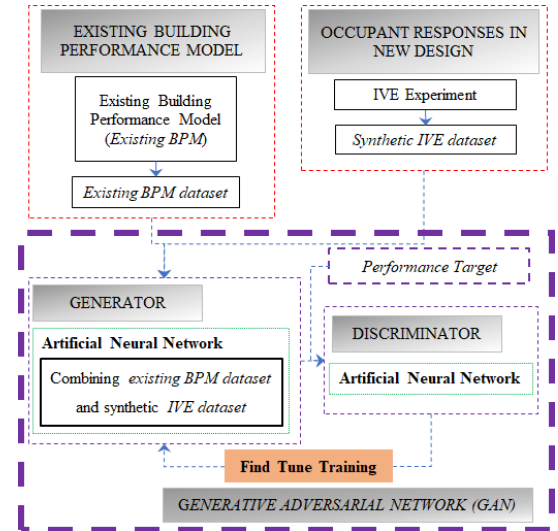 EXISTING BUILDING
PERFORMANCE MODEL
Existing Building
Performance Model
(Existing BPM)
Existing BPM dataset
OCCUPANT RESPONSES IN
NEW DESIGN
IVE Experiment
Synthetic IVE dataset
Performance Target
GENERATOR
Artificial Neural Network
Combining existing BPM dataset
and synthetic IVE dataset
DISCRIMINATOR
Artificial Neural Network
Find Tune Training
GENERATIVE ADVERSARIAL NETWORK (GAN)